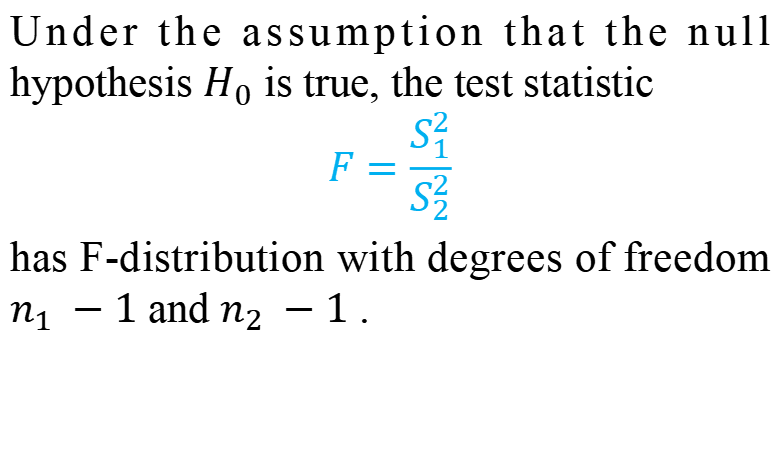 Under the assumption that the null
hypothesis H₀ is true, the test statistic
F = S₁²/S₂²
has F-distribution with degrees of freedom
n₁ − 1 and n₂ − 1 .